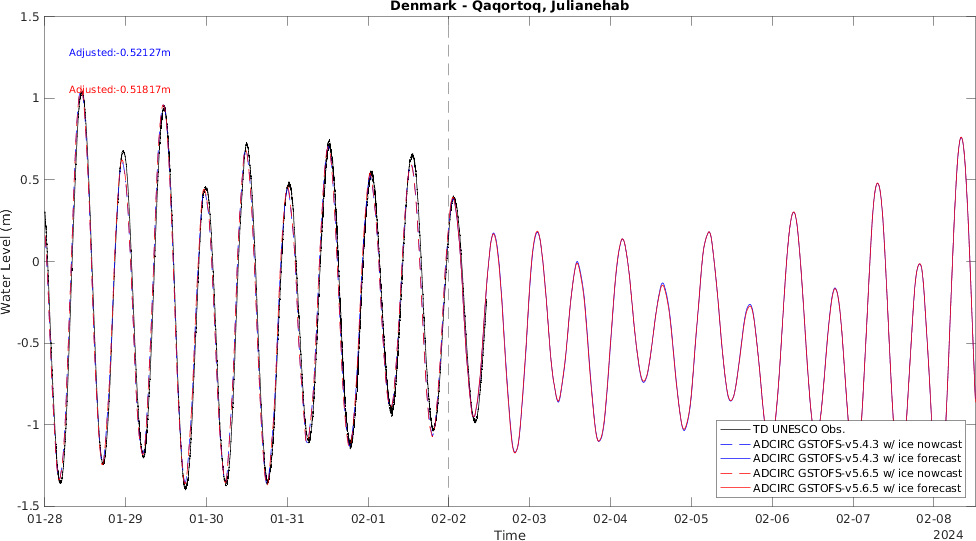 Denmark - Qaqortoq, Julianehab
Adjusted:-0.52127m
Adjusted:-0.51817m
Water Level (m)
1.5
1
0.5
0
-0.5
-1
-1.5
TD UNESCO Obs.
ADCIRC GSTOFS-v5.4.3 w/ ice nowcast
ADCIRC GSTOFS-v5.4.3 w/ ice forecast
ADCIRC GSTOFS-v5.6.5 w/ ice nowcast
ADCIRC GSTOFS-v5.6.5 w/ ice forecast
01-28 01-29 01-30 01-31 02-01 02-02 02-03 02-04 02-05 02-06 02-07 02-08
Time
2024